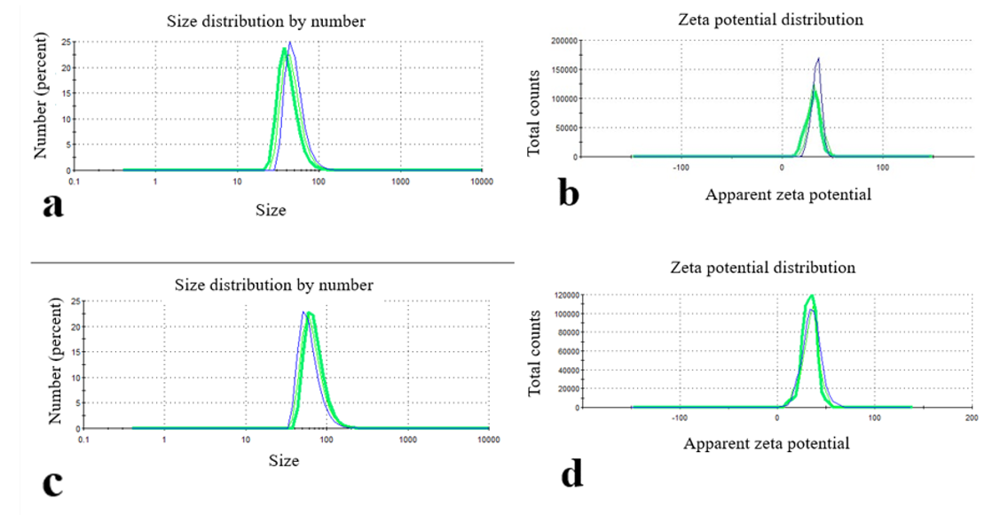 Size distribution by number
Number (percent)
25
20
15
10
5
0
0.1 1 10 100 1000 10000
Size
a
Zeta potential distribution
Total counts
200000
150000
100000
50000
0
-100 0 100
Apparent zeta potential
b
Size distribution by number
Number (percent)
25
20
15
10
5
0
0.1 1 10 100 1000 10000
Size
c
Zeta potential distribution
Total counts
120000
100000
80000
60000
40000
20000
0
-100 0 100 200
Apparent zeta potential
d